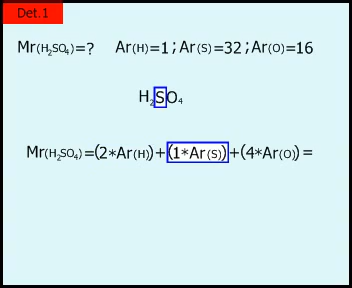 Det.1
Mr(H₂SO₄)=? Ar(H)=1 ; Ar(S)=32 ; Ar(O)=16
H₂SO₄
Mr(H₂SO₄)=(2*Ar(H))+(1*Ar(S))+(4*Ar(O))=